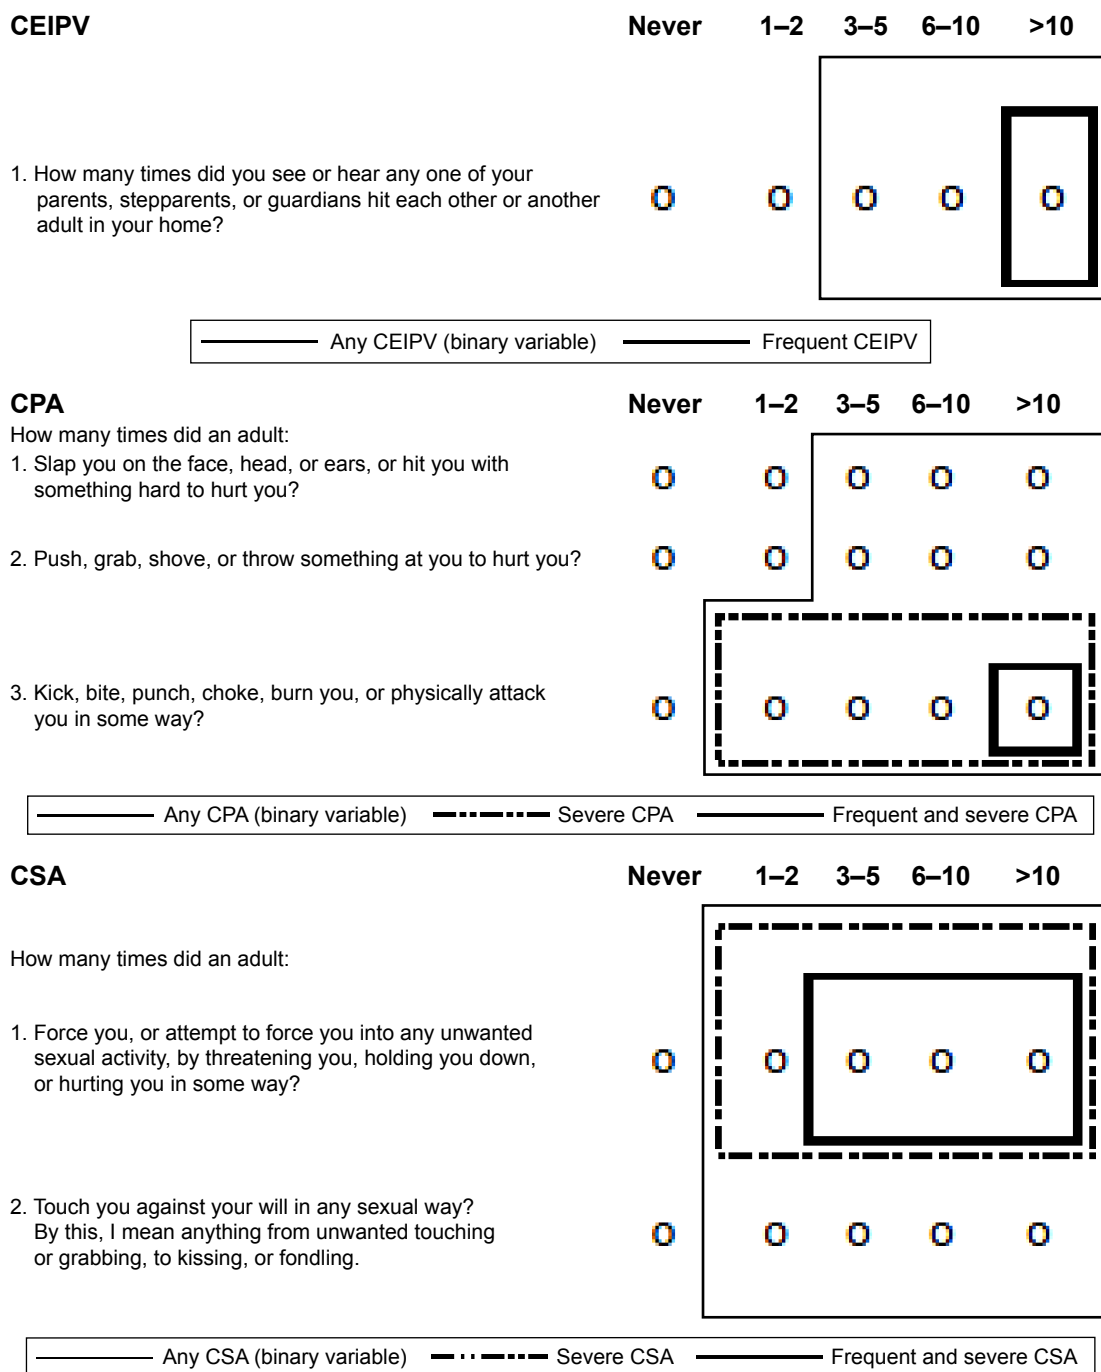 CEIPV Never 1–2 3–5 6–10 >10
1. How many times did you see or hear any one of your
parents, stepparents, or guardians hit each other or another
adult in your home?
O O O O O
Any CEIPV (binary variable) Frequent CEIPV
CPA Never 1–2 3–5 6–10 >10
How many times did an adult:
1. Slap you on the face, head, or ears, or hit you with
something hard to hurt you?
O O O O O
2. Push, grab, shove, or throw something at you to hurt you? O O O O O
3. Kick, bite, punch, choke, burn you, or physically attack
you in some way?
O O O O O
Any CPA (binary variable) Severe CPA Frequent and severe CPA
CSA Never 1–2 3–5 6–10 >10
How many times did an adult:
1. Force you, or attempt to force you into any unwanted
sexual activity, by threatening you, holding you down,
or hurting you in some way?
O O O O O
2. Touch you against your will in any sexual way?
By this, I mean anything from unwanted touching
or grabbing, to kissing, or fondling.
O O O O O
Any CSA (binary variable) Severe CSA Frequent and severe CSA